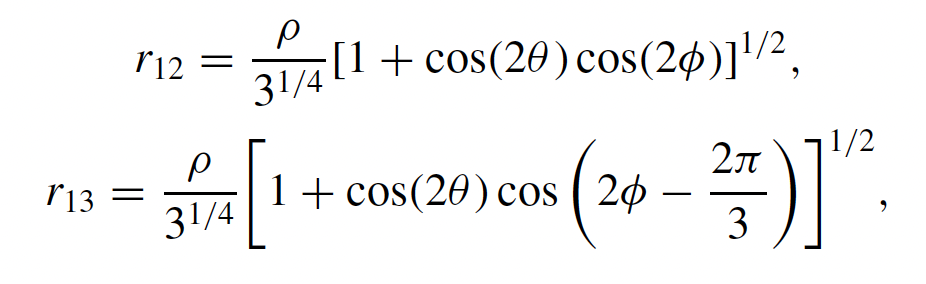 r₁₂ = ρ/3^{1/4} [1 + cos(2θ) cos(2ϕ)]^{1/2},
r₁₃ = ρ/3^{1/4} [1 + cos(2θ) cos(2ϕ − 2π/3)]^{1/2},